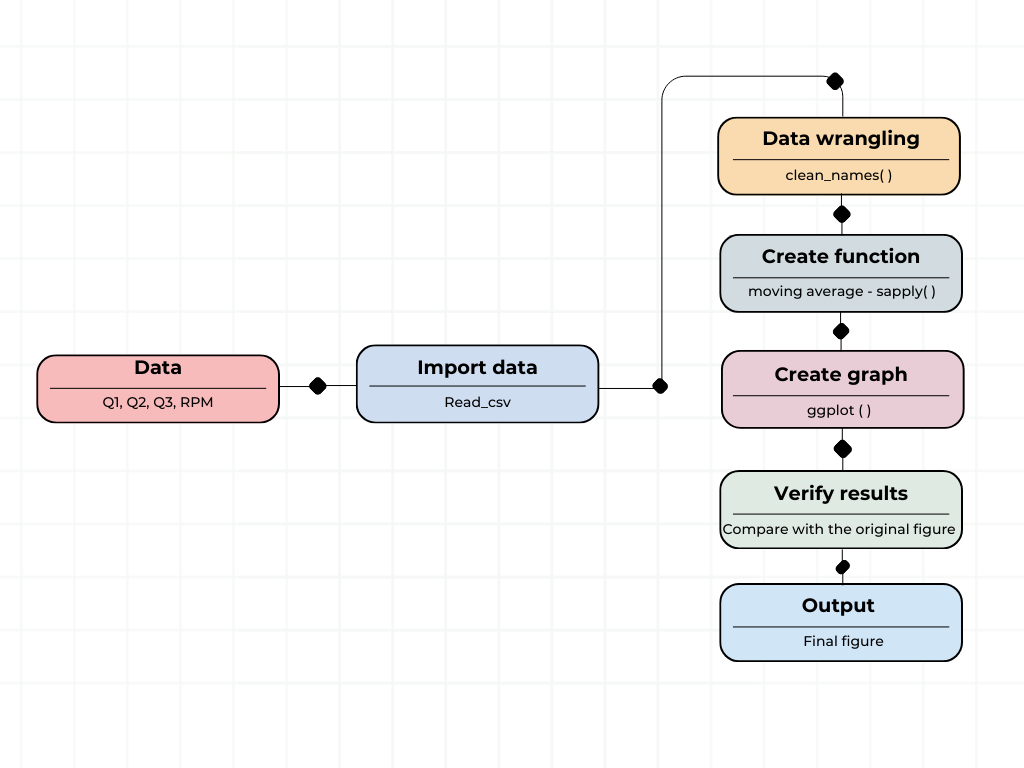 Data
Q1, Q2, Q3, RPM
Import data
Read_csv
Data wrangling
clean_names( )
Create function
moving average - sapply( )
Create graph
ggplot ( )
Verify results
Compare with the original figure
Output
Final figure